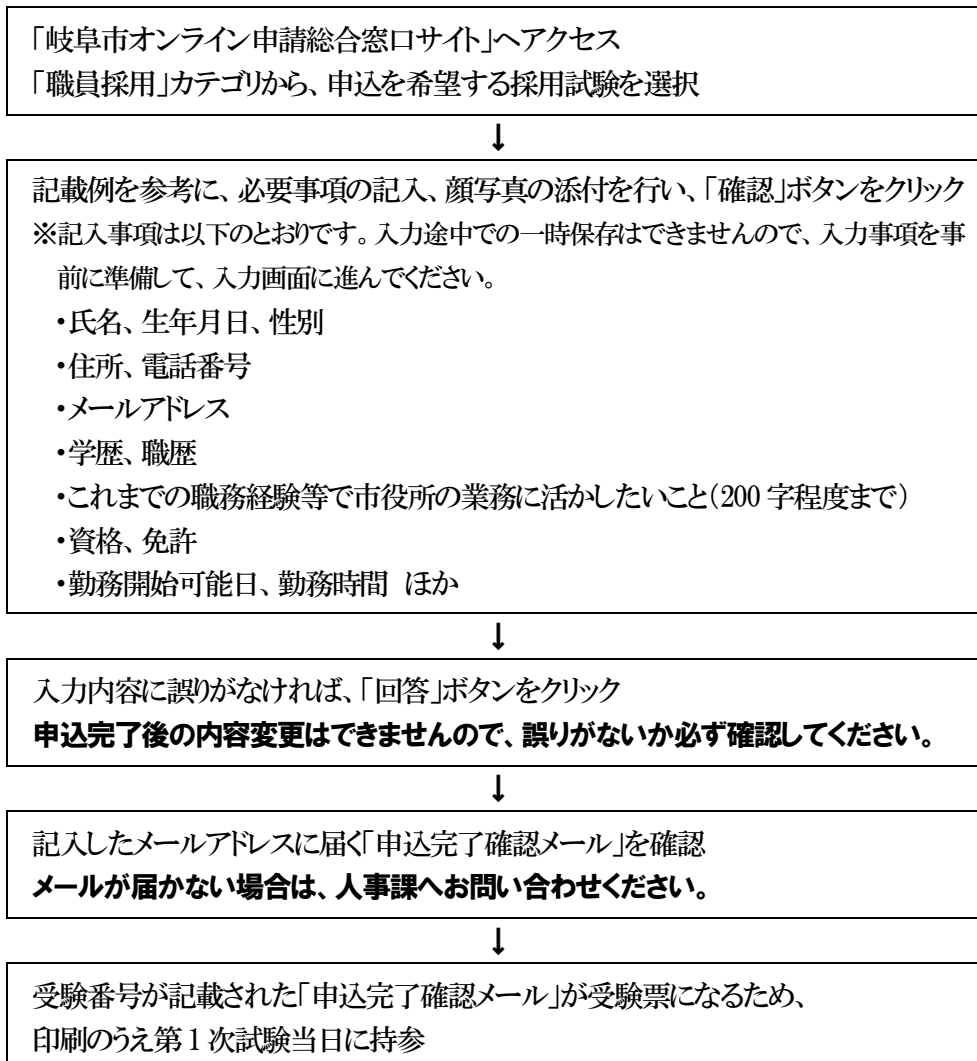 「岐阜市オンライン申請総合窓口サイト」へアクセス
「職員採用」カテゴリから、申込を希望する採用試験を選択
↓
記載例を参考に、必要事項の記入、顔写真の添付を行い、「確認」ボタンをクリック
※記入事項は以下のとおりです。入力途中での一時保存はできませんので、入力事項を事
前に準備して、入力画面に進んでください。
・氏名、生年月日、性別
・住所、電話番号
・メールアドレス
・学歴、職歴
・これまでの職務経験等で市役所の業務に活かしたいこと(200 字程度まで)
・資格、免許
・勤務開始可能日、勤務時間 ほか
↓
入力内容に誤りがなければ、「回答」ボタンをクリック
申込完了後の内容変更はできませんので、誤りがないか必ず確認してください。
↓
記入したメールアドレスに届く「申込完了確認メール」を確認
メールが届かない場合は、人事課へお問い合わせください。
↓
受験番号が記載された「申込完了確認メール」が受験票になるため、
印刷のうえ第1次試験当日に持参